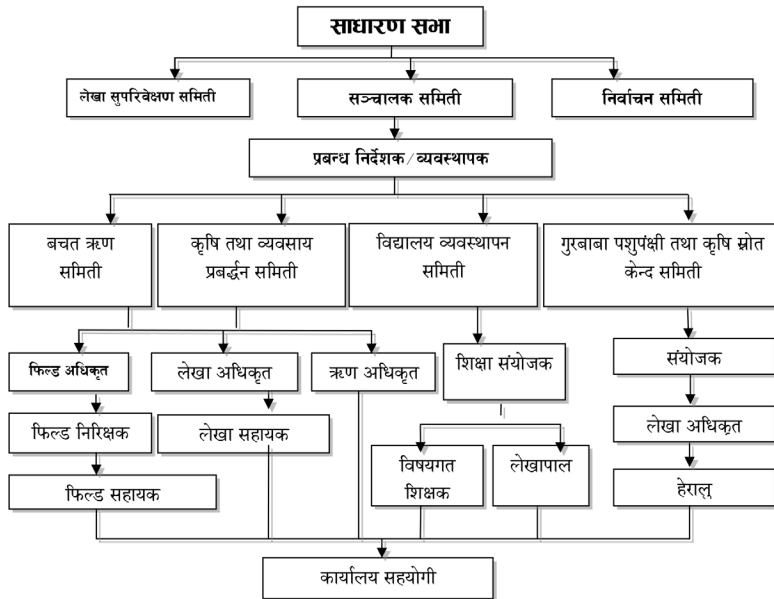 साधारण सभा
लेखा सुपरिवेक्षण समिती
सञ्चालक समिती
निर्वाचन समिती
प्रबन्ध निर्देशक/व्यवस्थापक
बचत ऋण
समिती
कृषि तथा व्यवसाय
प्रबर्द्धन समिती
विद्यालय व्यवस्थापन
समिती
गुरबाबा पशुपंक्षी तथा कृषि स्रोत
केन्द समिती
फिल्ड अधिकृत
लेखा अधिकृत
ऋण अधिकृत
शिक्षा संयोजक
संयोजक
फिल्ड निरिक्षक
लेखा सहायक
लेखा अधिकृत
विषयगत
शिक्षक
लेखापाल
फिल्ड सहायक
हेरालु
कार्यालय सहयोगी